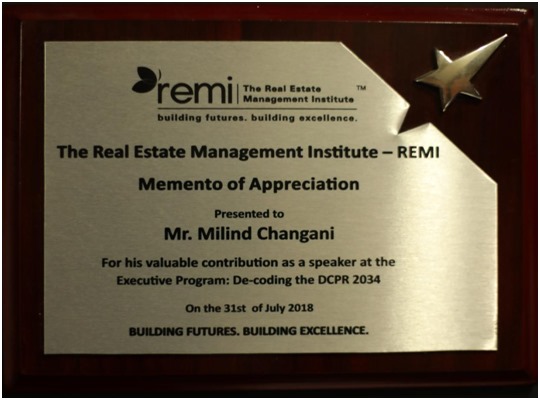 remi | The Real Estate Management Institute ™
building futures. building excellence.
The Real Estate Management Institute – REMI
Memento of Appreciation
Presented to
Mr. Milind Changani
For his valuable contribution as a speaker at the
Executive Program: De-coding the DCPR 2034
On the 31st of July 2018
BUILDING FUTURES. BUILDING EXCELLENCE.